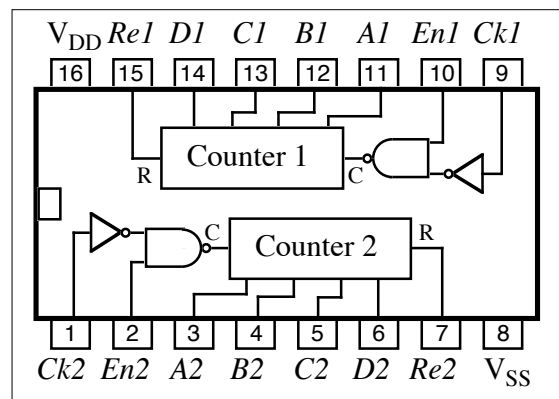 VDD Re1 D1 C1 B1 A1 En1 Ck1
16 15 14 13 12 11 10 9
Counter 1
R C
C Counter 2 R
1 2 3 4 5 6 7 8
Ck2 En2 A2 B2 C2 D2 Re2 VSS